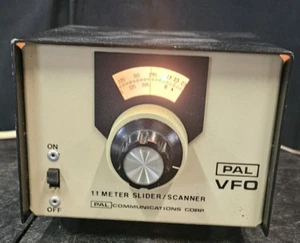 ON
OFF
PAL
VFO
11 METER SLIDER/SCANNER
PAL COMMUNICATIONS CORP